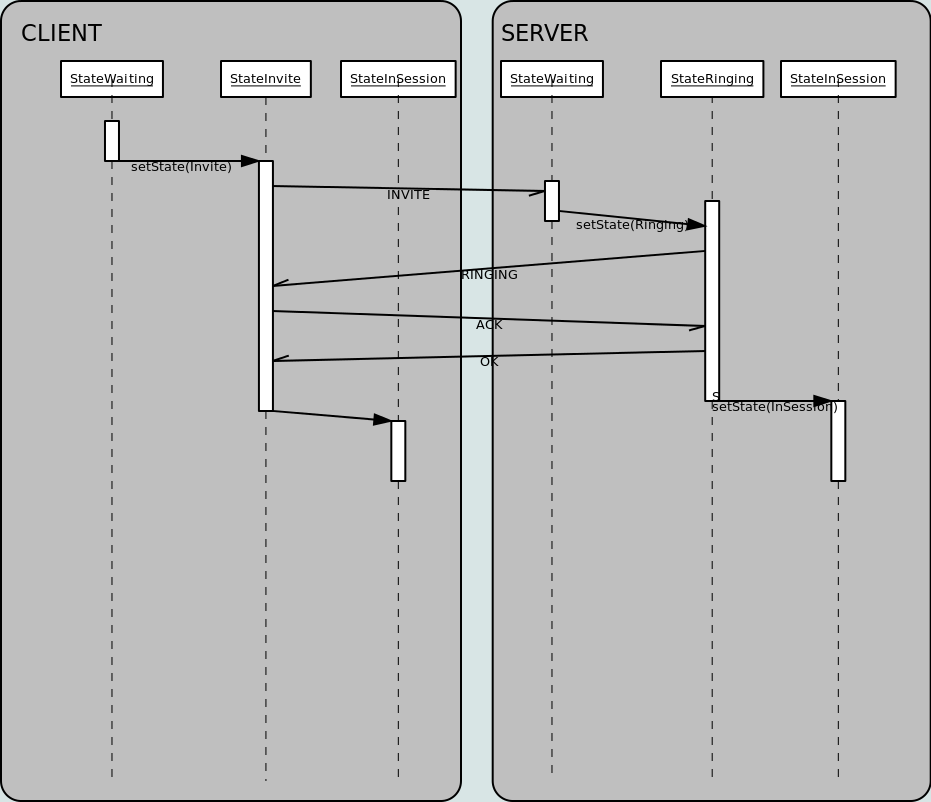 CLIENT
SERVER
StateWaiting
StateInvite
StateInSession
StateWaiting
StateRinging
StateInSession
setState(Invite)
INVITE
setState(Ringing)
RINGING
ACK
OK
S
setState(InSession)